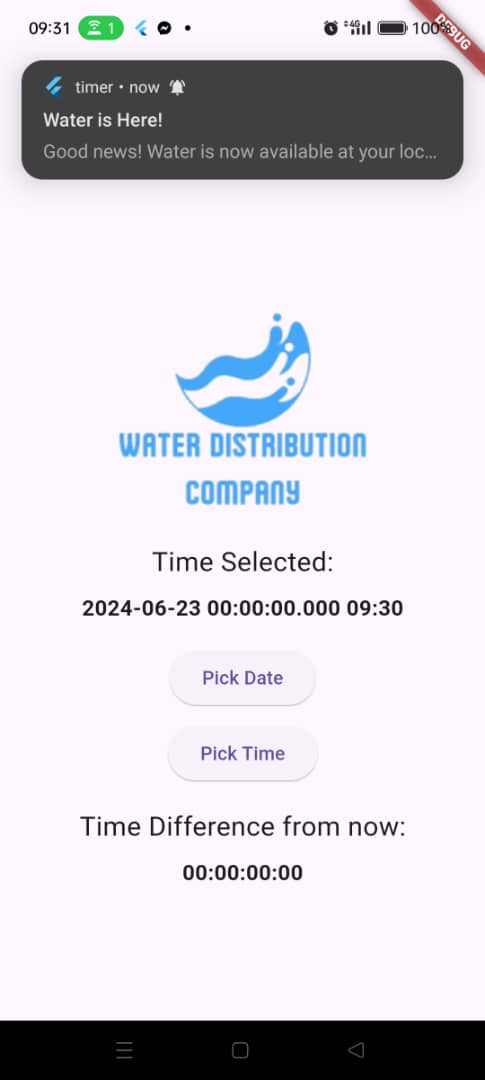 09:31 1 4G 100%
DEBUG
timer • now
Water is Here!
Good news! Water is now available at your loc...
WATER DISTRIBUTION
COMPANY
Time Selected:
2024-06-23 00:00:00.000 09:30
Pick Date
Pick Time
Time Difference from now:
00:00:00:00